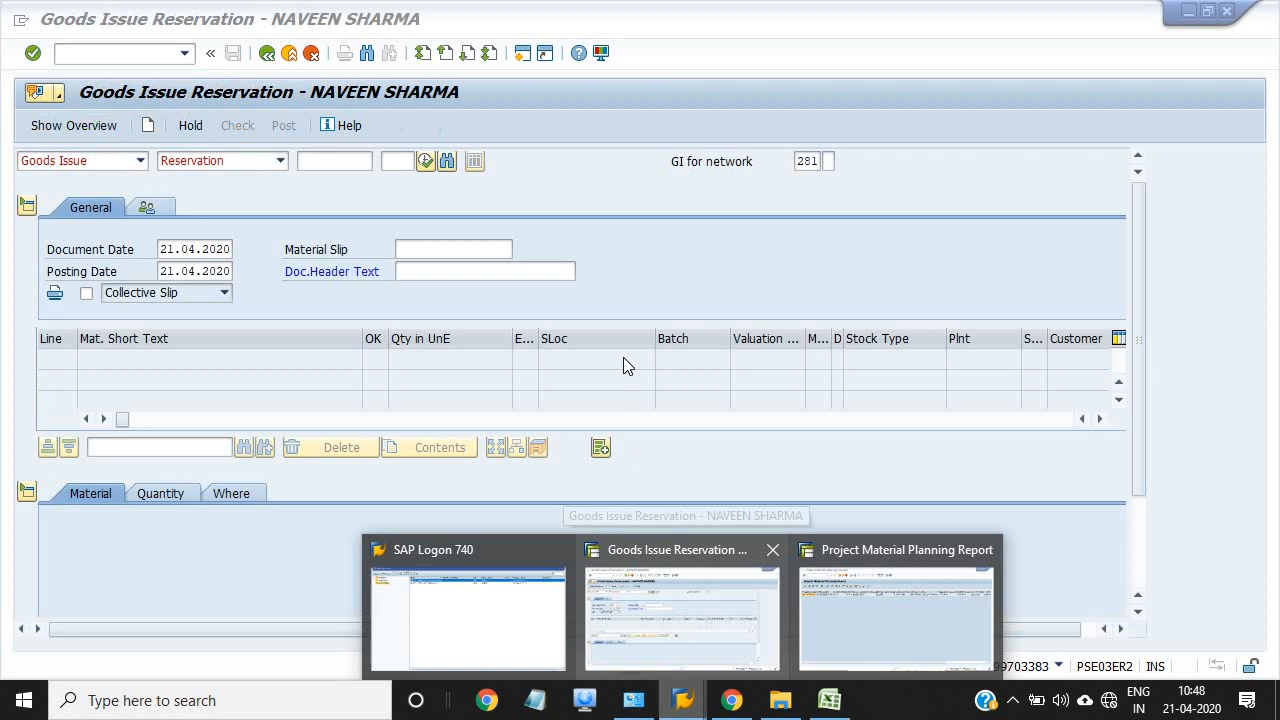 Goods Issue Reservation - NAVEEN SHARMA
Goods Issue Reservation - NAVEEN SHARMA
Show Overview Hold Check Post Help
Goods Issue Reservation GI for network 281
General
Document Date 21.04.2020 Material Slip
Posting Date 21.04.2020 Doc.Header Text
Collective Slip
Line Mat. Short Text OK Qty in UnE E... SLoc Batch Valuation ... M... D Stock Type Plnt S... Customer
Delete Contents
Material Quantity Where
Goods Issue Reservation - NAVEEN SHARMA
SAP Logon 740 Goods Issue Reservation ... Project Material Planning Report
99703383 PSE03ER2 INS
Type here to search
ENG
IN
10:48
21-04-2020